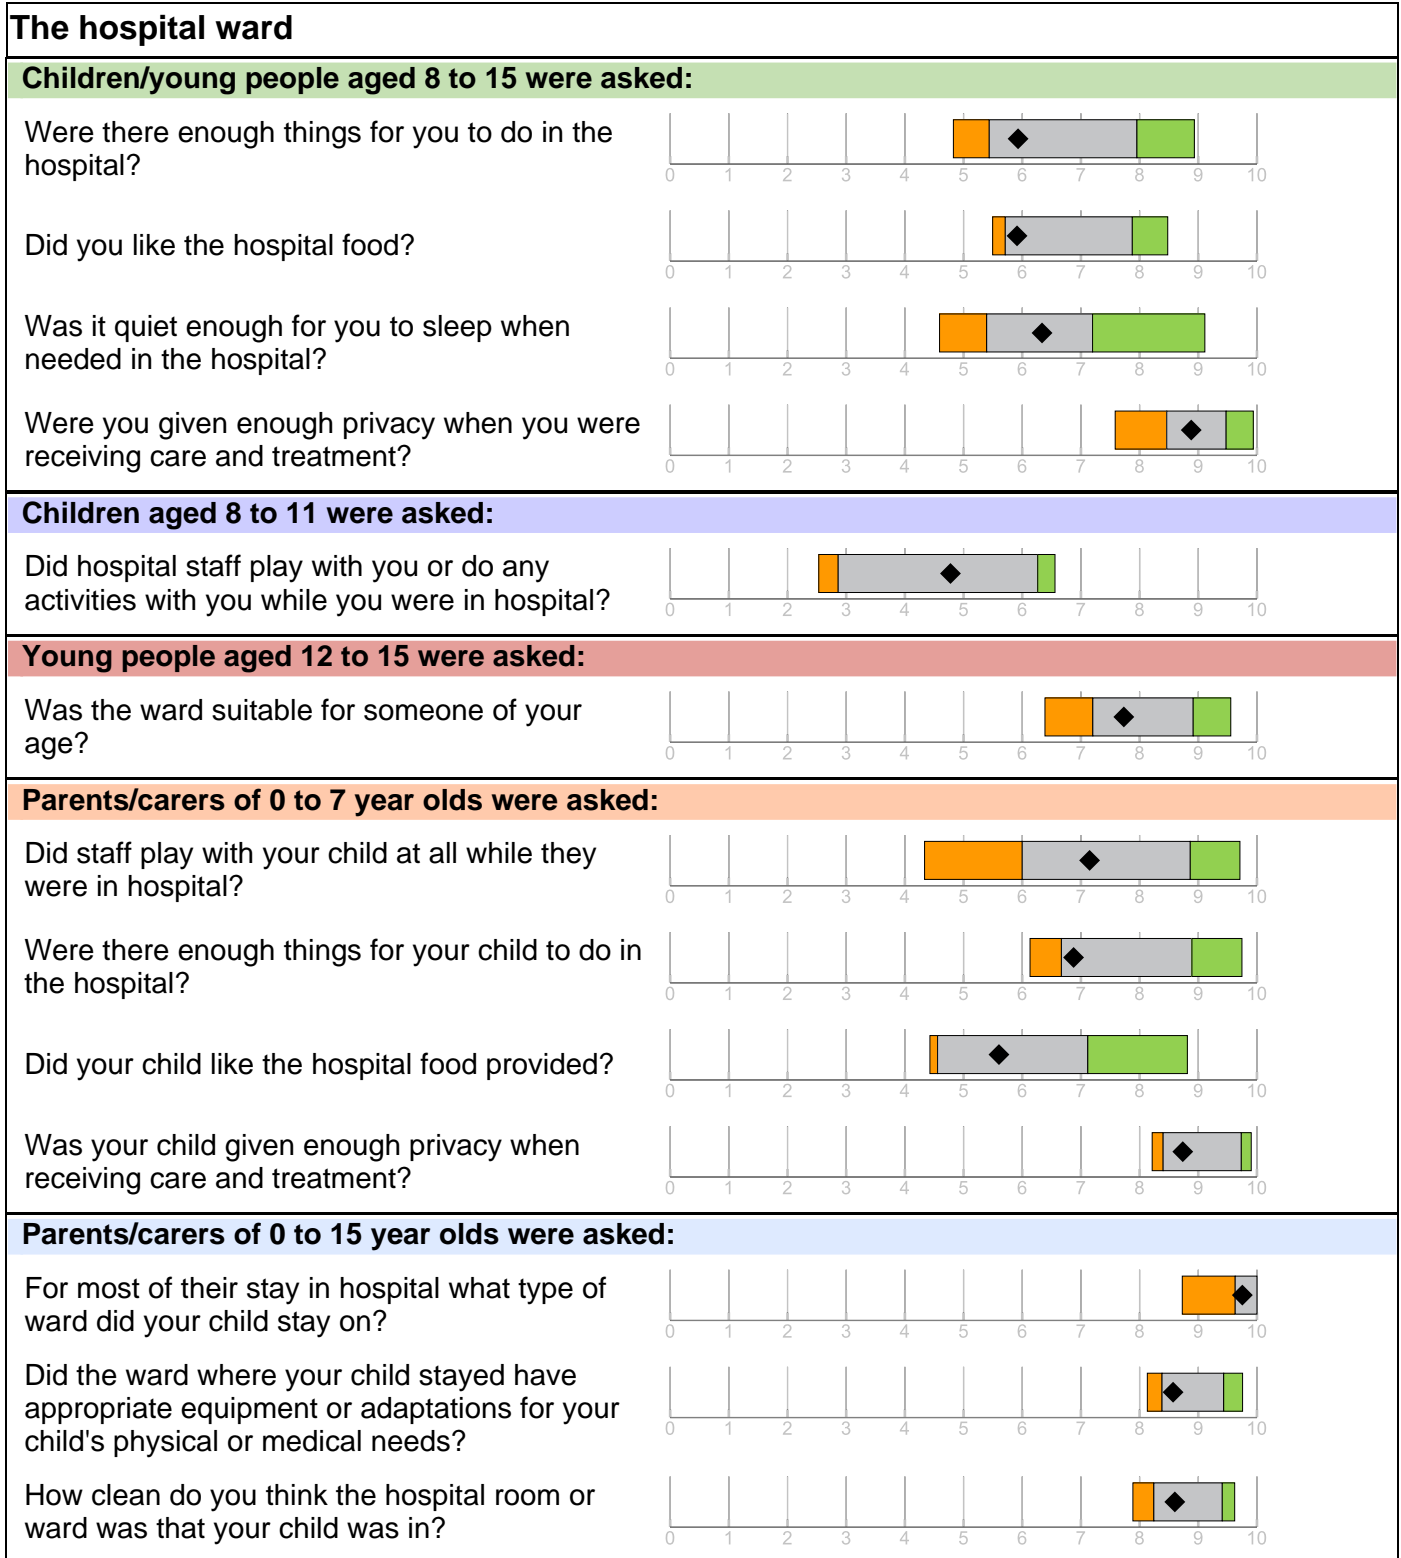 The hospital ward
Children/young people aged 8 to 15 were asked:
Were there enough things for you to do in the
hospital?
0 1 2 3 4 5 6 7 8 9 10
Did you like the hospital food?
0 1 2 3 4 5 6 7 8 9 10
Was it quiet enough for you to sleep when
needed in the hospital?
0 1 2 3 4 5 6 7 8 9 10
Were you given enough privacy when you were
receiving care and treatment?
0 1 2 3 4 5 6 7 8 9 10
Children aged 8 to 11 were asked:
Did hospital staff play with you or do any
activities with you while you were in hospital?
0 1 2 3 4 5 6 7 8 9 10
Young people aged 12 to 15 were asked:
Was the ward suitable for someone of your
age?
0 1 2 3 4 5 6 7 8 9 10
Parents/carers of 0 to 7 year olds were asked:
Did staff play with your child at all while they
were in hospital?
0 1 2 3 4 5 6 7 8 9 10
Were there enough things for your child to do in
the hospital?
0 1 2 3 4 5 6 7 8 9 10
Did your child like the hospital food provided?
0 1 2 3 4 5 6 7 8 9 10
Was your child given enough privacy when
receiving care and treatment?
0 1 2 3 4 5 6 7 8 9 10
Parents/carers of 0 to 15 year olds were asked:
For most of their stay in hospital what type of
ward did your child stay on?
0 1 2 3 4 5 6 7 8 9 10
Did the ward where your child stayed have
appropriate equipment or adaptations for your
child's physical or medical needs?
0 1 2 3 4 5 6 7 8 9 10
How clean do you think the hospital room or
ward was that your child was in?
0 1 2 3 4 5 6 7 8 9 10